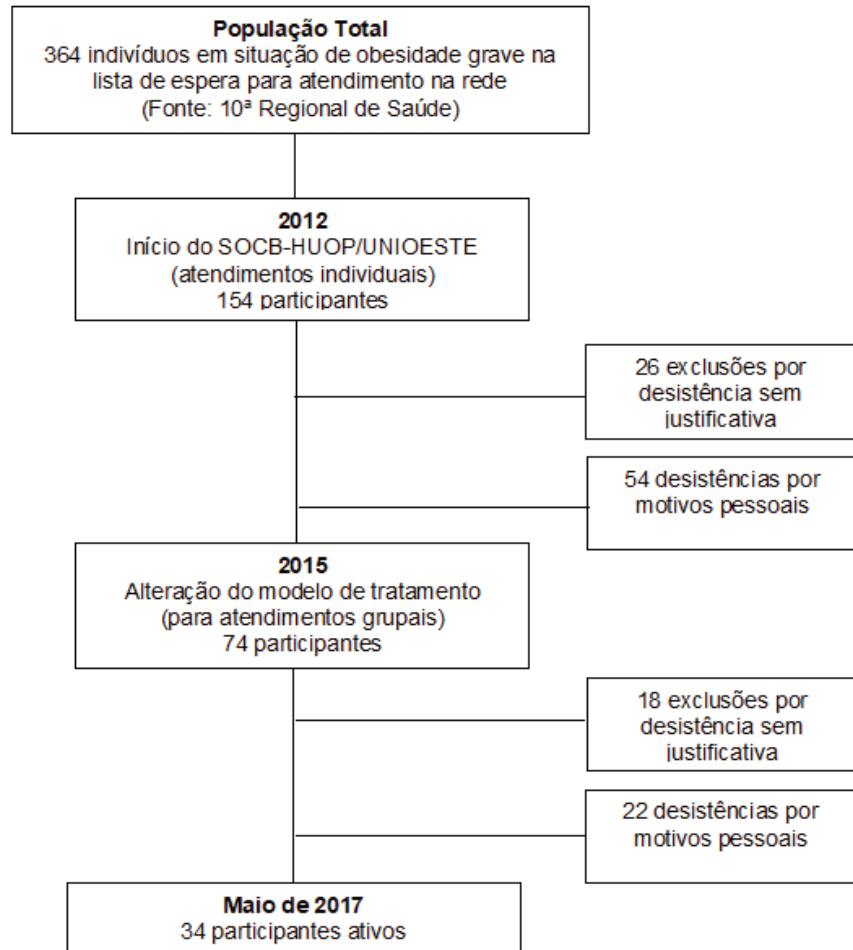 População Total
364 indivíduos em situação de obesidade grave na
lista de espera para atendimento na rede
(Fonte: 10ª Regional de Saúde)
2012
Início do SOCB-HUOP/UNIOESTE
(atendimentos individuais)
154 participantes
26 exclusões por
desistência sem
justificativa
54 desistências por
motivos pessoais
2015
Alteração do modelo de tratamento
(para atendimentos grupais)
74 participantes
18 exclusões por
desistência sem
justificativa
22 desistências por
motivos pessoais
Maio de 2017
34 participantes ativos